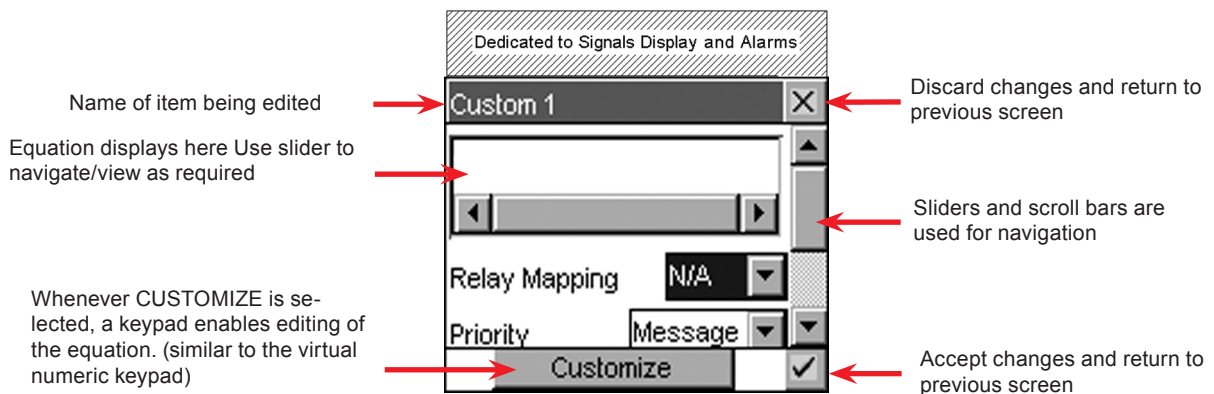 Dedicated to Signals Display and Alarms
Name of item being edited
Custom 1
Discard changes and return to
previous screen
Equation displays here Use slider to
navigate/view as required
Sliders and scroll bars are
used for navigation
Relay Mapping N/A
Priority Message
Whenever CUSTOMIZE is se-
lected, a keypad enables editing of
the equation. (similar to the virtual
numeric keypad)
Customize
Accept changes and return to
previous screen